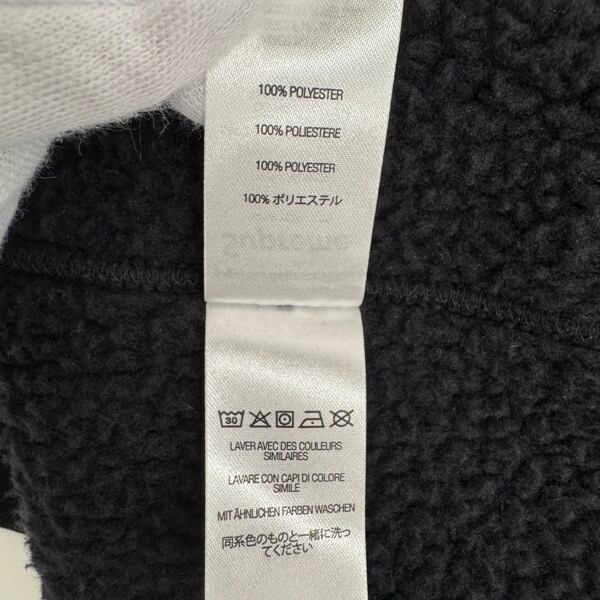 100% POLYESTER
100% POLIESTERE
100% POLYESTER
100% ポリエステル
Supreme
30
LAVER AVEC DES COULEURS
SIMILAIRES
LAVARE CON CAPI DI COLORE
SIMILE
MIT ÄHNLICHEN FARBEN WASCHEN
同系色のものと一緒に洗っ
てください